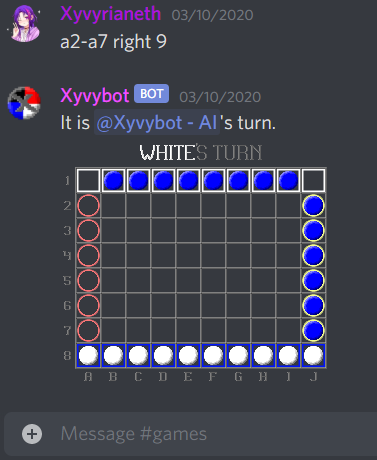 Xyvyrianeth 03/10/2020
a2-a7 right 9
Xyvybot BOT 03/10/2020
It is @Xyvybot - AI's turn.
WHITE'S TURN
1
2
3
4
5
6
7
8
A B C D E F G H I J
Message #games